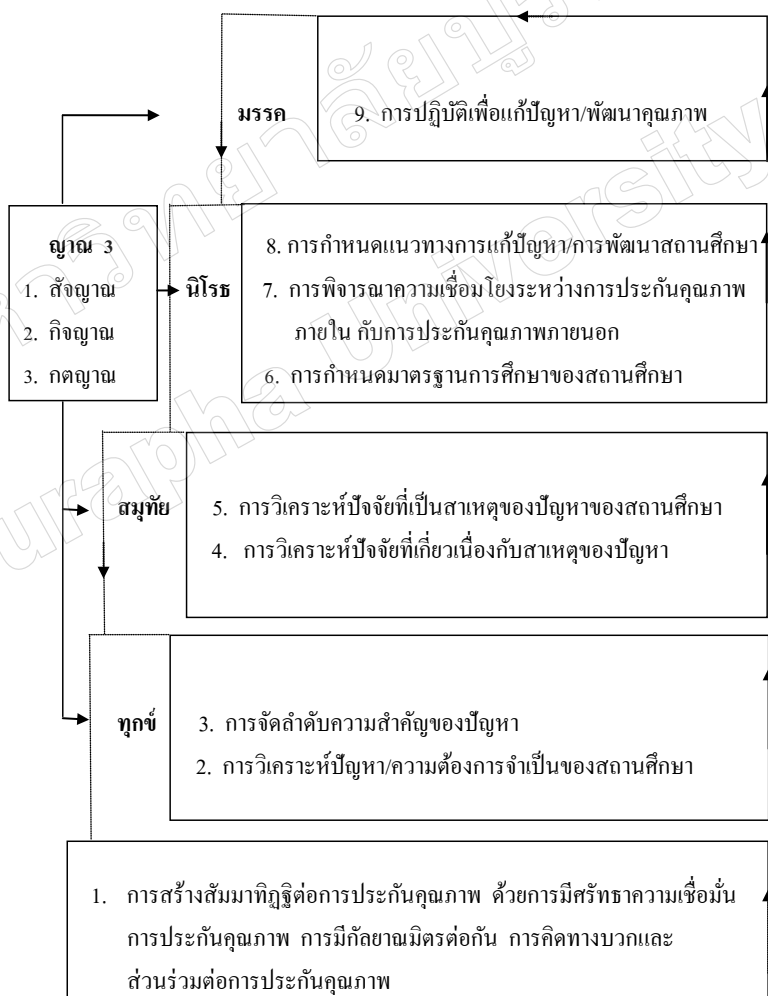 มรรค
9. การปฏิบัติเพื่อแก้ปัญหา/พัฒนาคุณภาพ
ญาณ 3
1. สัจญาณ
2. กิจญาณ
3. กตญาณ
นิโรธ
8. การกำหนดแนวทางการแก้ปัญหา/การพัฒนาสถานศึกษา
7. การพิจารณาความเชื่อมโยงระหว่างการประกันคุณภาพ
ภายใน กับการประกันคุณภาพภายนอก
6. การกำหนดมาตรฐานการศึกษาของสถานศึกษา
สมุทัย
5. การวิเคราะห์ปัจจัยที่เป็นสาเหตุของปัญหาของสถานศึกษา
4. การวิเคราะห์ปัจจัยที่เกี่ยวเนื่องกับสาเหตุของปัญหา
ทุกข์
3. การจัดลำดับความสำคัญของปัญหา
2. การวิเคราะห์ปัญหา/ความต้องการจำเป็นของสถานศึกษา
1. การสร้างสัมมาทิฏฐิต่อการประกันคุณภาพ ด้วยการมีศรัทธาความเชื่อมั่น
การประกันคุณภาพ การมีกัลยาณมิตรต่อกัน การคิดทางบวกและ
ส่วนร่วมต่อการประกันคุณภาพ
University